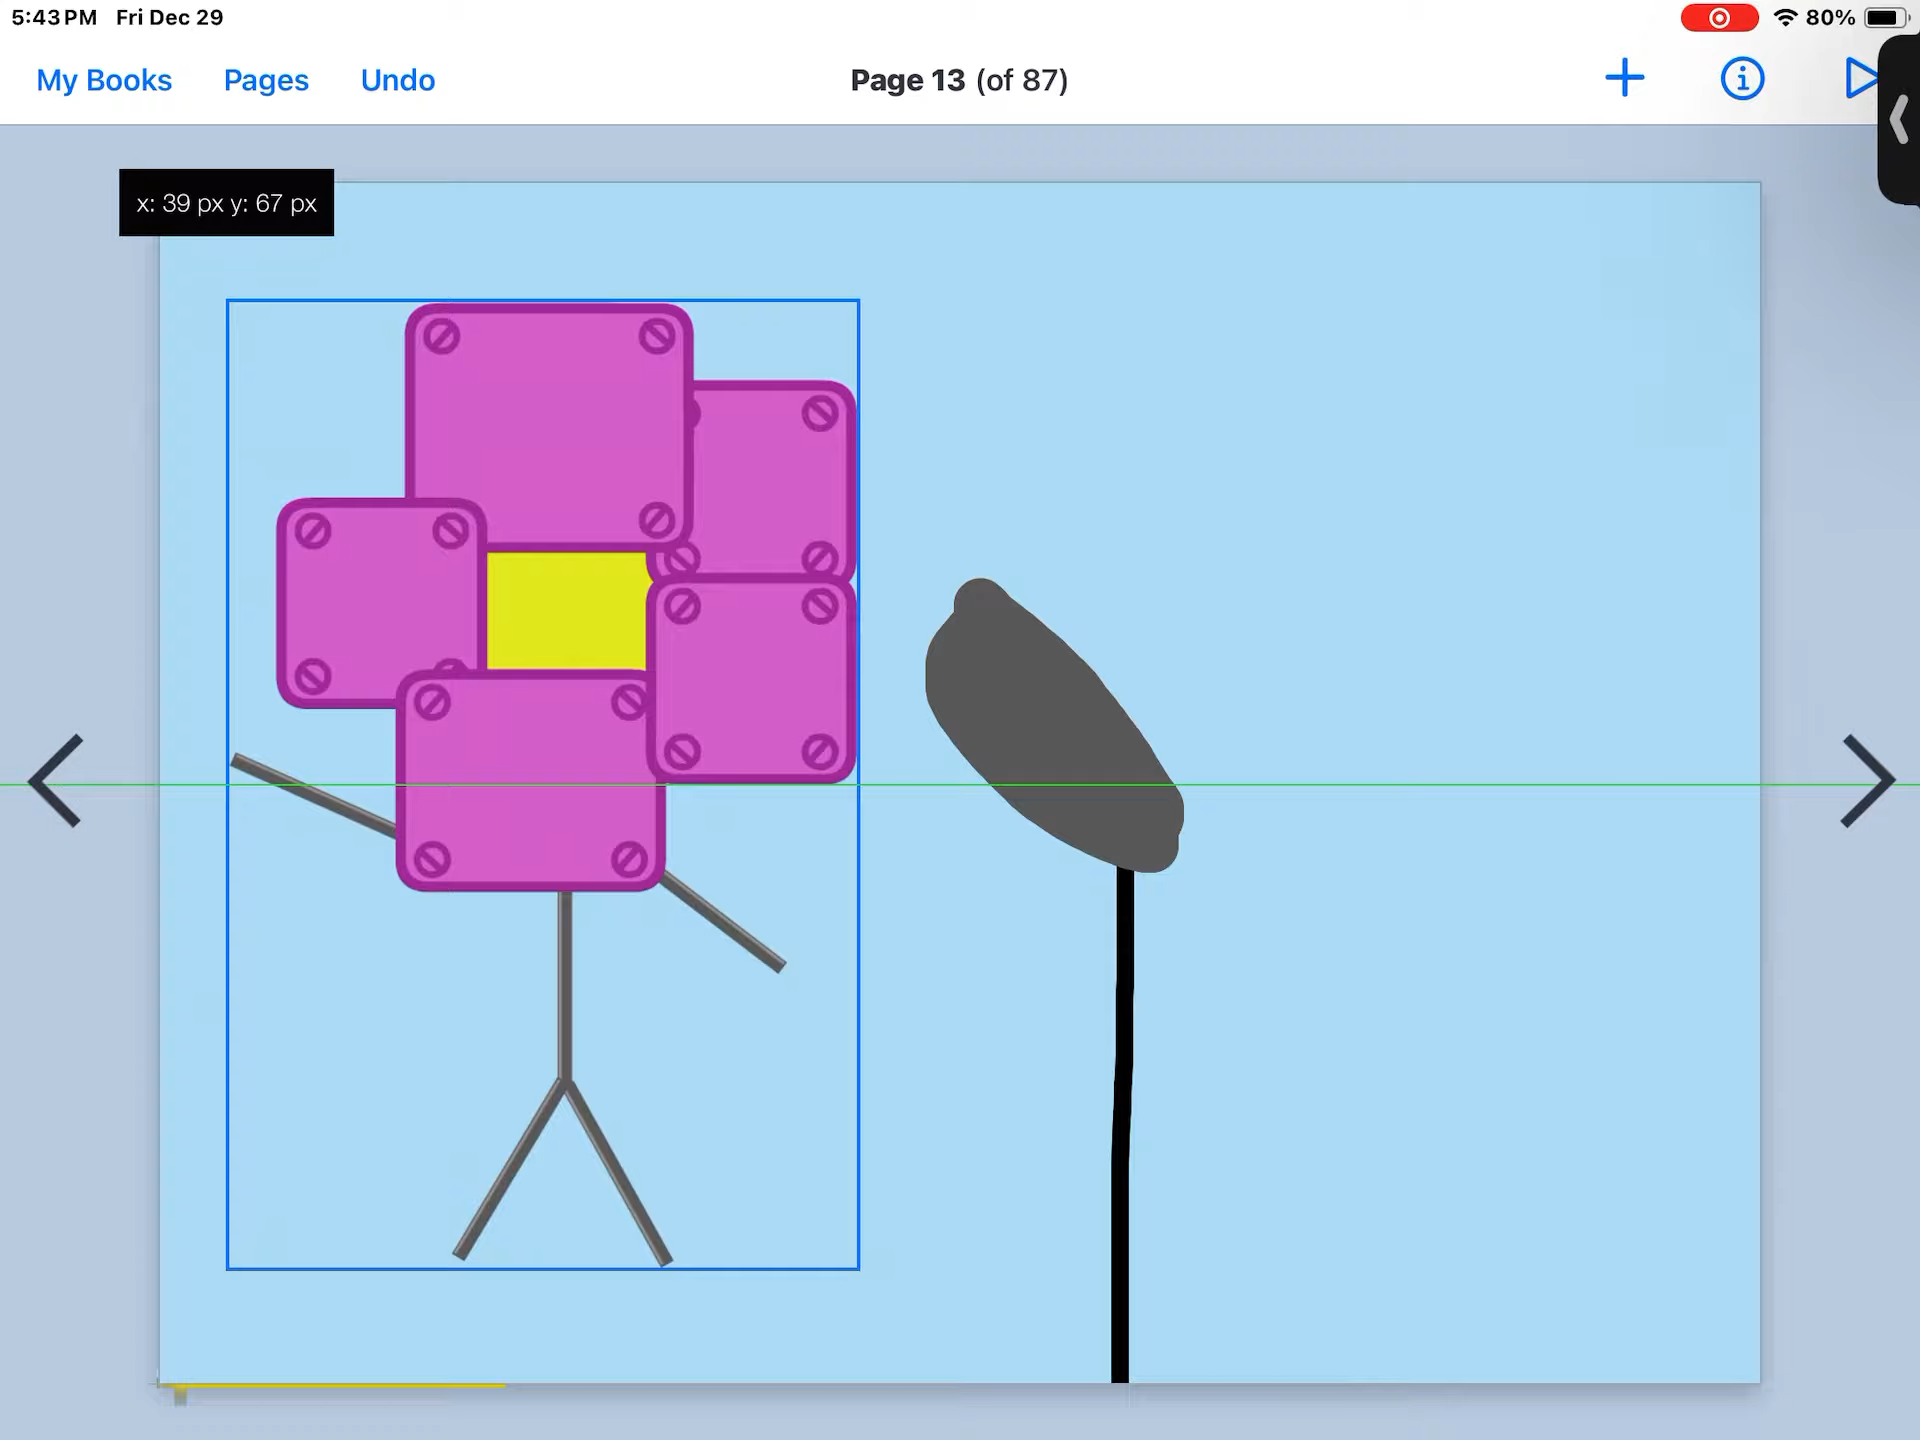 5:43 PM Fri Dec 29 80%
My Books Pages Undo Page 13 (of 87)
x: 39 px y: 67 px